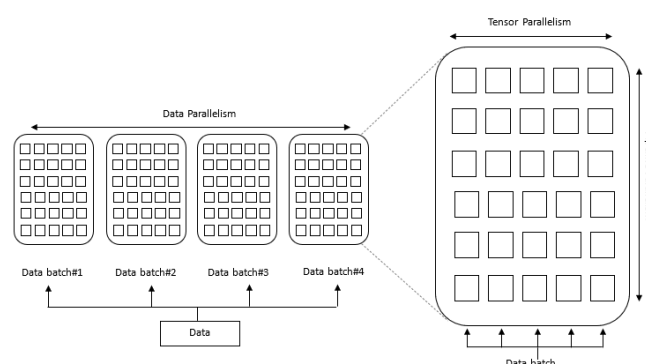 Tensor Parallelism
Data Parallelism
Data batch#1
Data batch#2
Data batch#3
Data batch#4
Data
Data batch